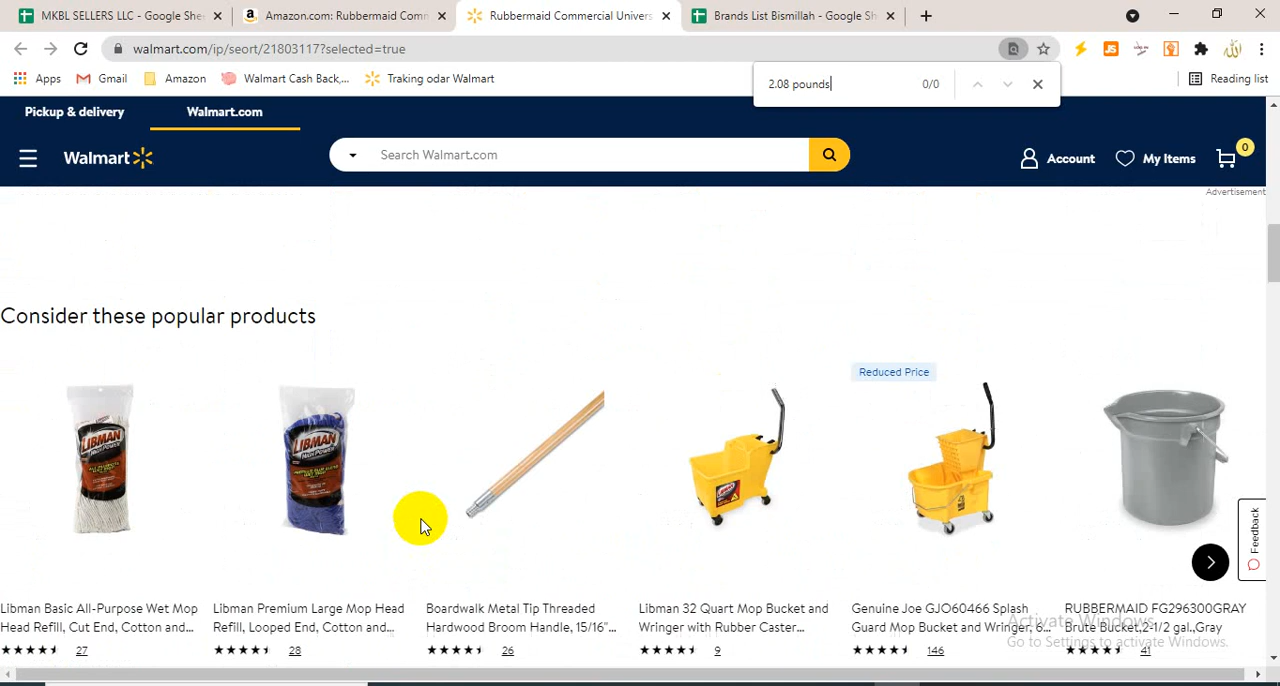 MKBL SELLERS LLC - Google She
Amazon.com: Rubbermaid Comm
Rubbermaid Commercial Univers
Brands List Bismillah - Google Sh
walmart.com/ip/seort/21803117?selected=true
2.08 pounds
0/0
Apps
Gmail
Amazon
Walmart Cash Back,...
Traking odar Walmart
Reading list
Pickup & delivery
Walmart.com
Walmart
Search Walmart.com
Account
My Items
0
Advertisement
Consider these popular products
Reduced Price
LIBMAN
HIGH POWER
LIBMAN
HIGH POWER
Feedback
Libman Basic All-Purpose Wet Mop
Head Refill, Cut End, Cotton and...
27
Libman Premium Large Mop Head
Refill, Looped End, Cotton and...
28
Boardwalk Metal Tip Threaded
Hardwood Broom Handle, 15/16"...
26
Libman 32 Quart Mop Bucket and
Wringer with Rubber Caster...
9
Genuine Joe GJO60466 Splash
Guard Mop Bucket and Wringer, 6...
146
RUBBERMAID FG296300GRAY
Brute Bucket,2-1/2 gal.,Gray
41
Activate Windows
Go to Settings to activate Windows.